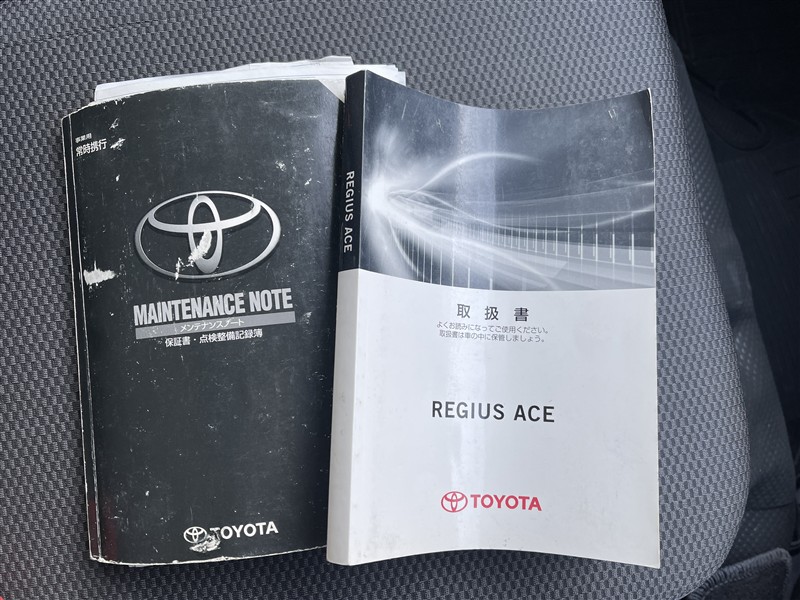 事業用
常時携行
MAINTENANCE NOTE
メンテナンスノート
保証書・点検整備記録簿
TOYOTA
REGIUS ACE
取扱書
よくお読みになってご使用ください。
取扱書は車の中に保管しましょう。
REGIUS ACE
TOYOTA